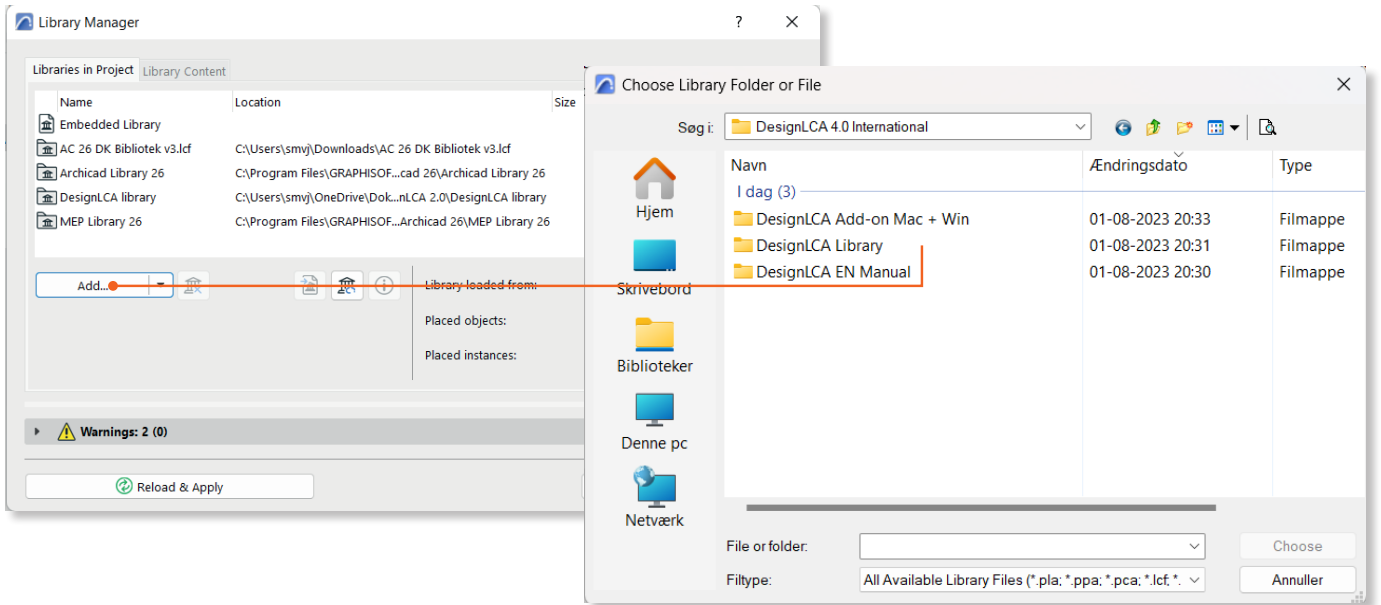 Library Manager
?
Libraries in Project Library Content
Name Location Size
Embedded Library
AC 26 DK Bibliotek v3.lcf C:\Users\smvj\Downloads\AC 26 DK Bibliotek v3.lcf
Archicad Library 26 C:\Program Files\GRAPHISOF...cad 26\Archicad Library 26
DesignLCA library C:\Users\smvj\OneDrive\Dok...nLCA 2.0\DesignLCA library
MEP Library 26 C:\Program Files\GRAPHISOF...Archicad 26\MEP Library 26
Add...
Library loaded from:
Placed objects:
Placed instances:
Warnings: 2 (0)
Reload & Apply
Choose Library Folder or File
Søg i: DesignLCA 4.0 International
Hjem
Skrivebord
Biblioteker
Denne pc
Netværk
Navn Ændringsdato Type
I dag (3)
DesignLCA Add-on Mac + Win 01-08-2023 20:33 Filmappe
DesignLCA Library 01-08-2023 20:31 Filmappe
DesignLCA EN Manual 01-08-2023 20:30 Filmappe
File or folder: Choose
Filtype: All Available Library Files (*.pla; *.ppa; *.pca; *.lcf; *. Annuller